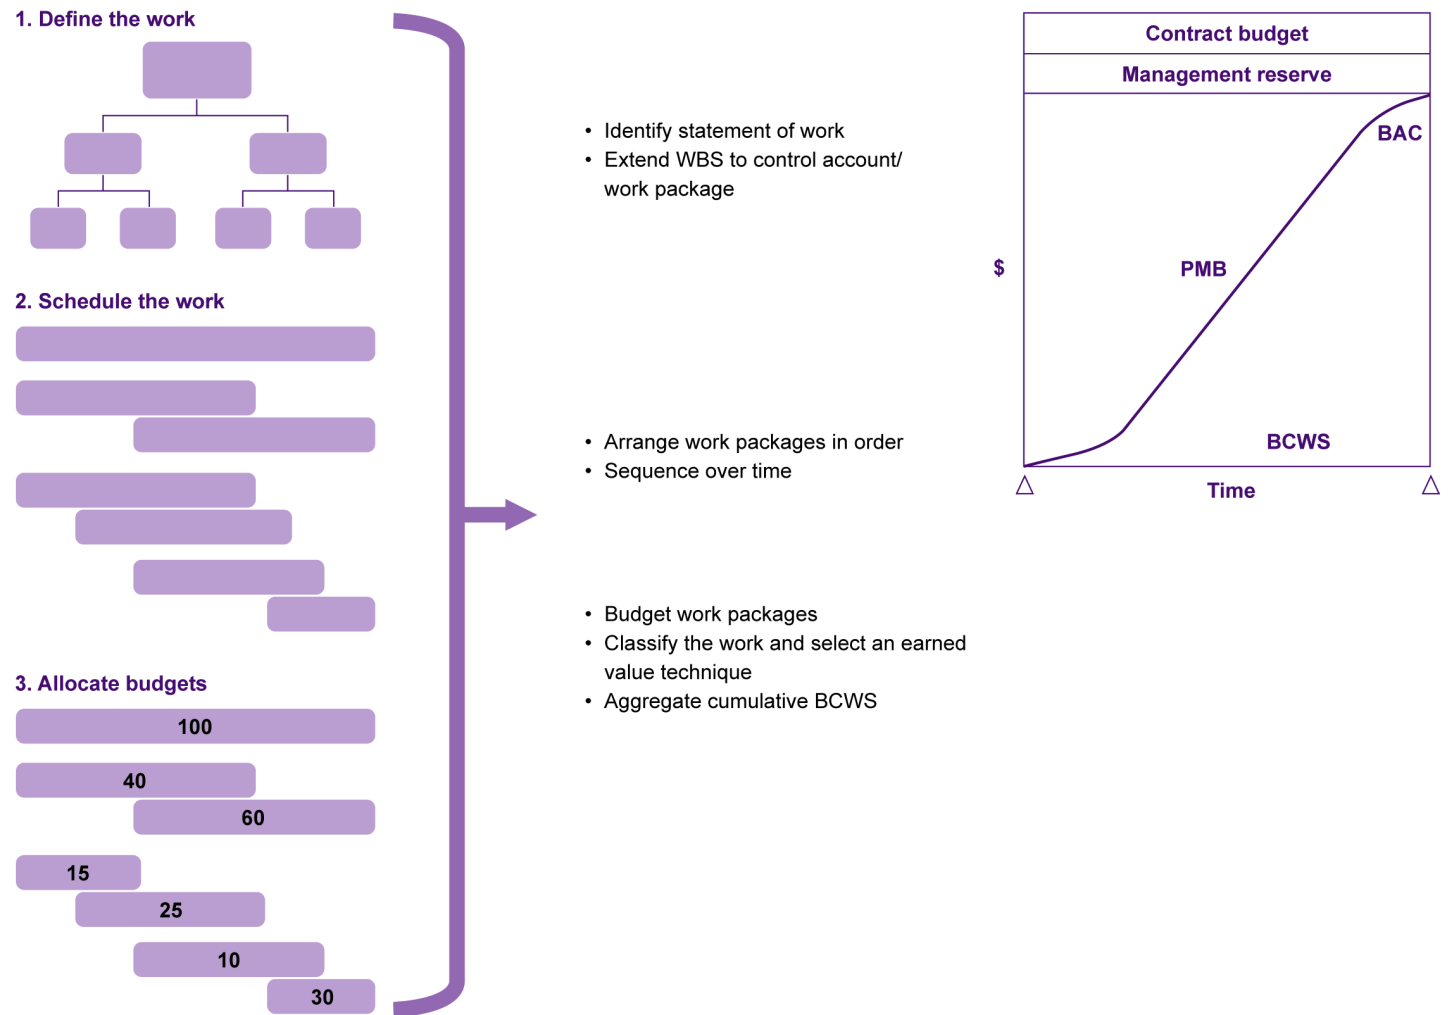 1. Define the work
• Identify statement of work
• Extend WBS to control account/
work package
2. Schedule the work
• Arrange work packages in order
• Sequence over time
3. Allocate budgets
100
40
60
15
25
10
30
• Budget work packages
• Classify the work and select an earned
value technique
• Aggregate cumulative BCWS
Contract budget
Management reserve
BAC
$
PMB
BCWS
Time